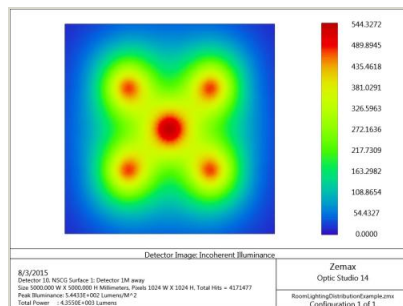 544.3272
489.8945
435.4618
381.0291
326.5963
272.1636
217.7309
163.2982
108.8654
54.4327
0.0000
Detector Image: Incoherent Illuminance
8/3/2015
Detector 10, NSCG Surface 1: Detector 1M away
Size 5000.000 W X 5000.000 H Millimeters, Pixels 1024 W X 1024 H, Total Hits = 4171477
Peak Illuminance: 5.4433E+002 Lumens/M^2
Total Power : 4.3550E+003 Lumens
Zemax
Optic Studio 14
RoomLightingDistributionExample.zmx
Configuration 1 of 1